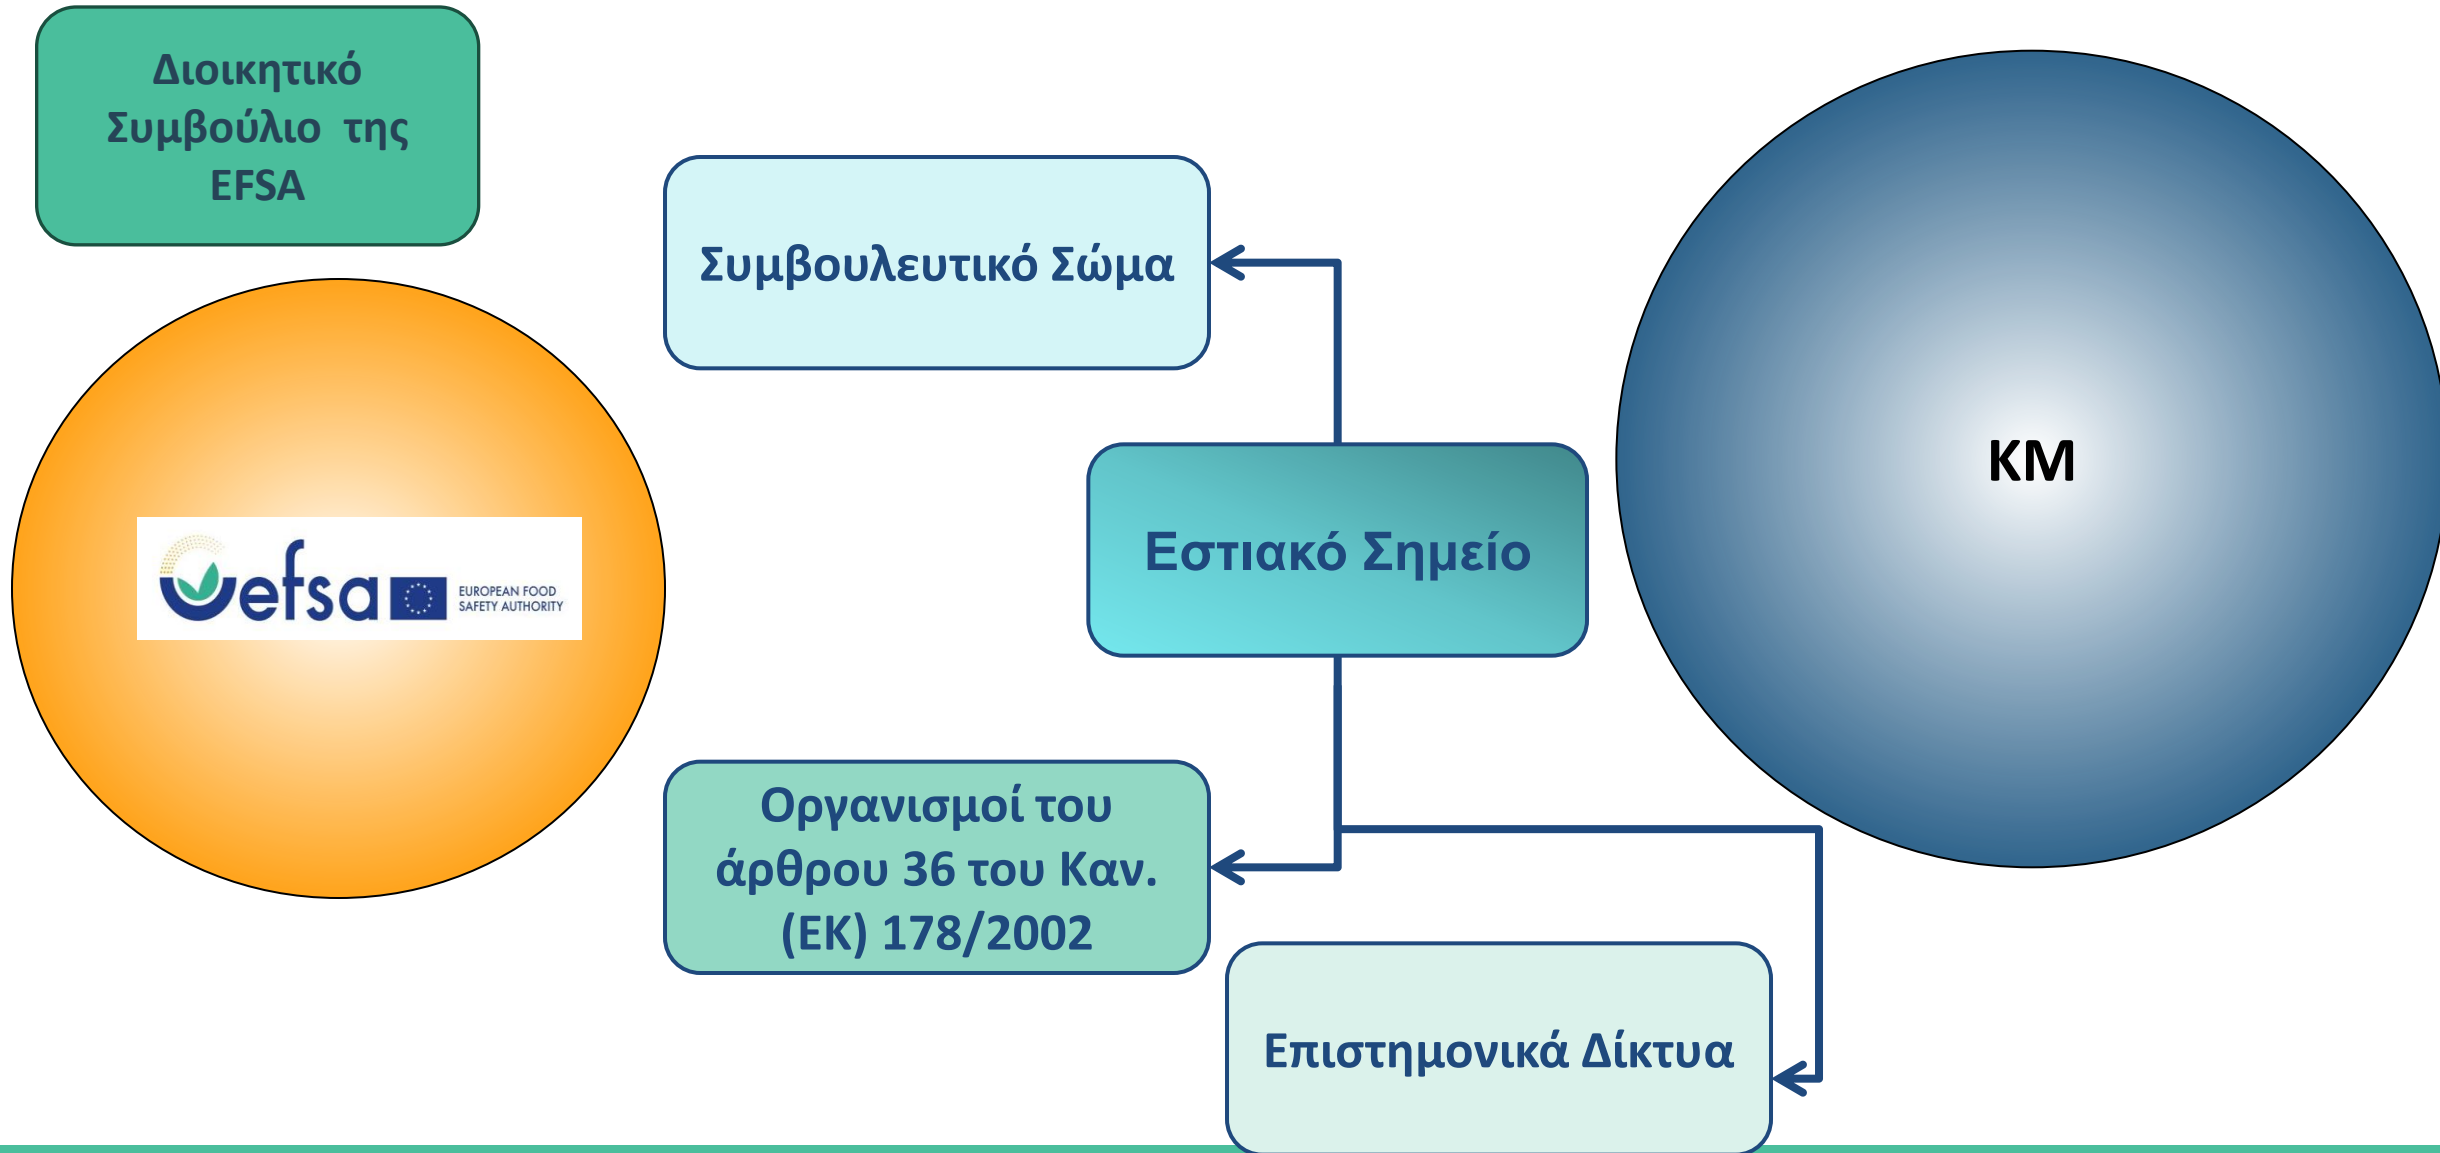 Διοικητικό
Συμβούλιο της
EFSA
Συμβουλευτικό Σώμα
ΚΜ
efsa
EUROPEAN FOOD
SAFETY AUTHORITY
Εστιακό Σημείο
Οργανισμοί του
άρθρου 36 του Καν.
(ΕΚ) 178/2002
Επιστημονικά Δίκτυα